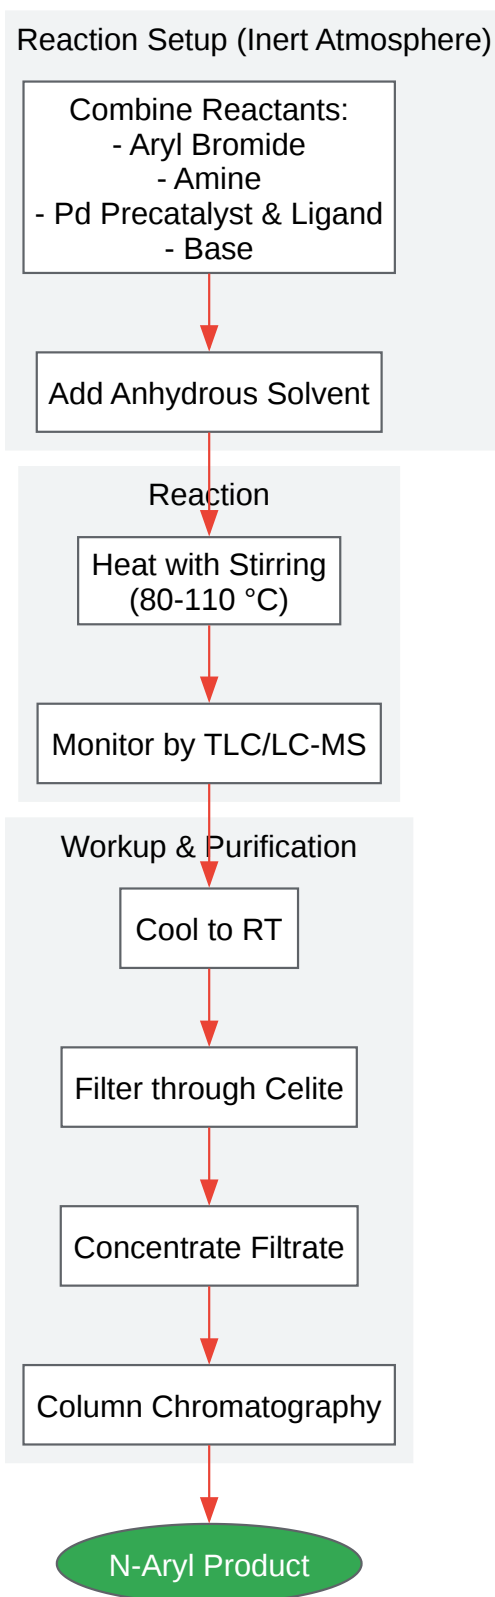 Reaction Setup (Inert Atmosphere)
Combine Reactants:
- Aryl Bromide
- Amine
- Pd Precatalyst & Ligand
- Base
Add Anhydrous Solvent
Reaction
Heat with Stirring
(80-110 °C)
Monitor by TLC/LC-MS
Workup & Purification
Cool to RT
Filter through Celite
Concentrate Filtrate
Column Chromatography
N-Aryl Product